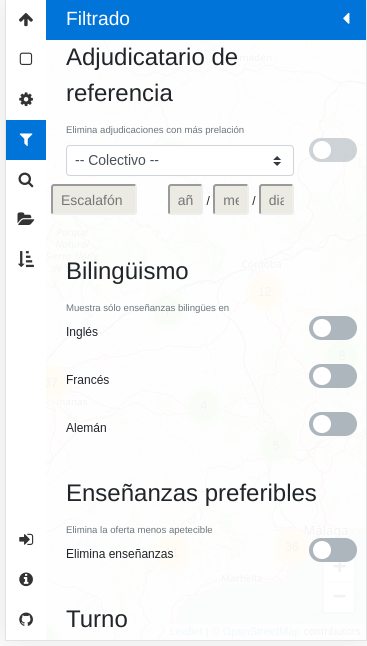 Filtrado
Adjudicatario de
referencia
Elimina adjudicaciones con más prelación
-- Colectivo --
Escalafón
añ / me / dia
Bilingüismo
Muestra sólo enseñanzas bilingües en
Inglés
Francés
Alemán
Enseñanzas preferibles
Elimina la oferta menos apetecible
Elimina enseñanzas
Málaga
Turno